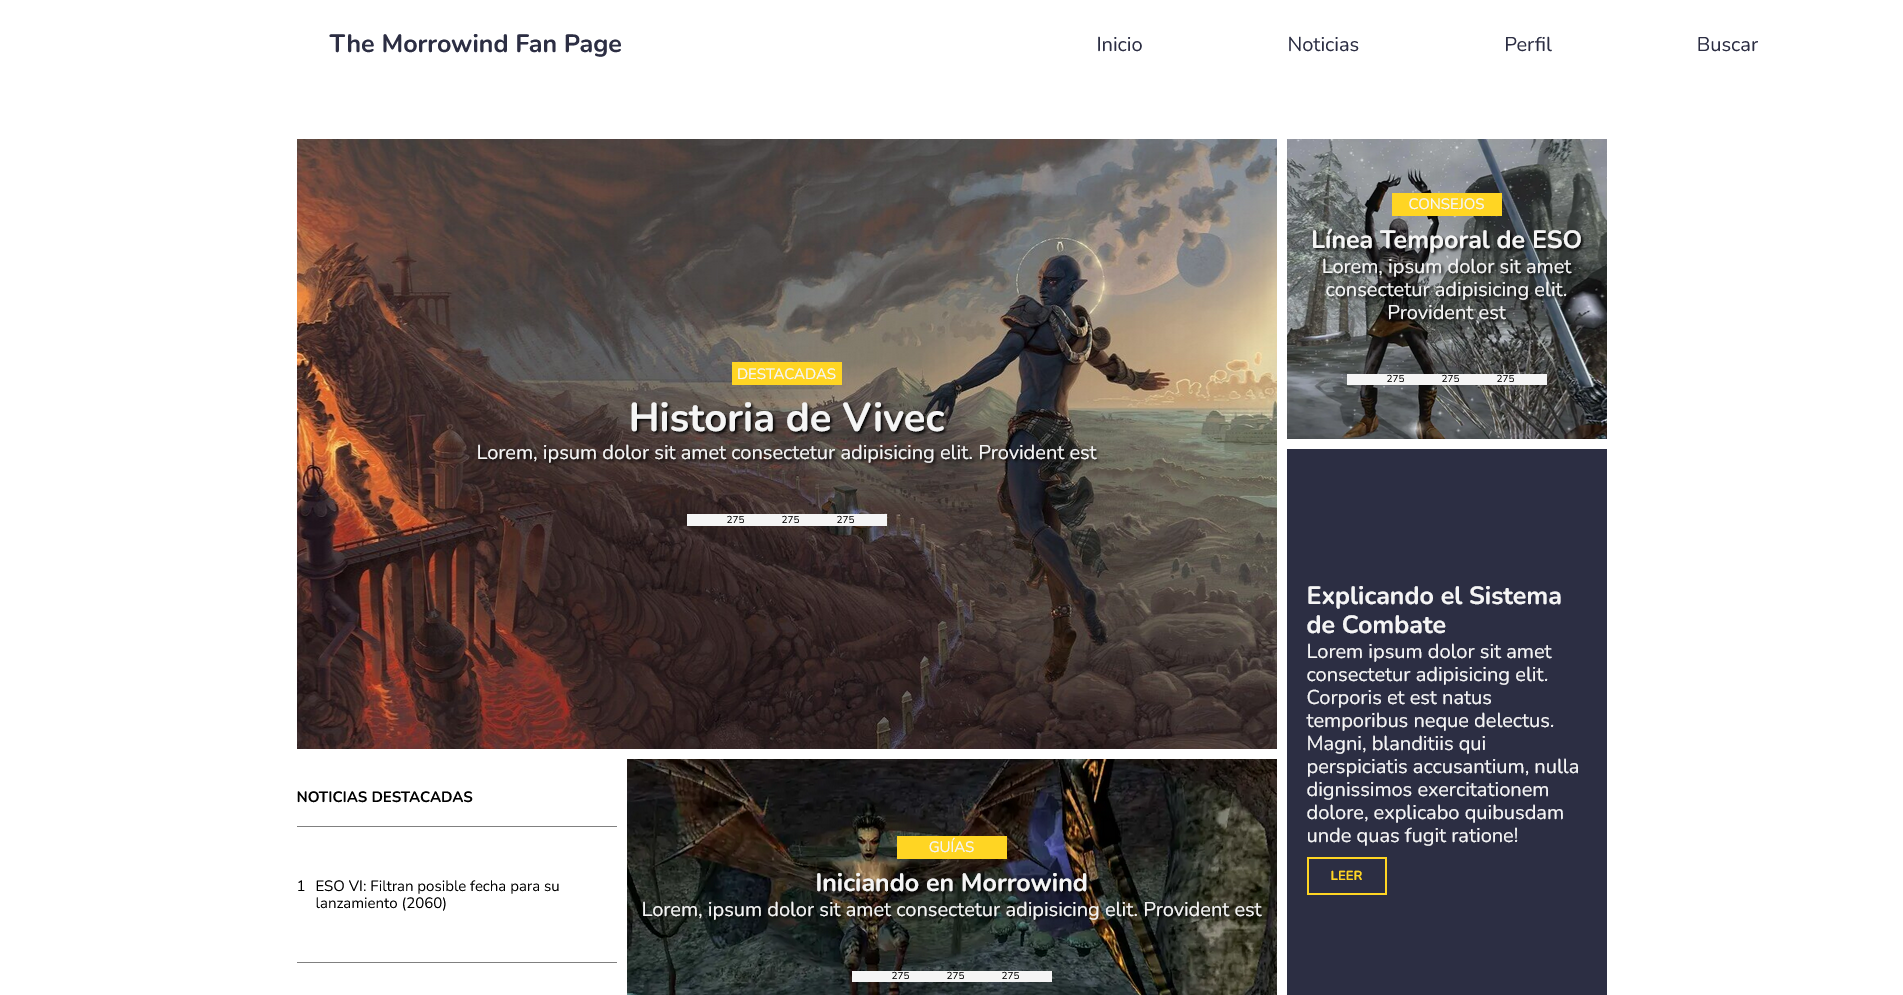 The Morrowind Fan Page
Inicio Noticias Perfil Buscar
DESTACADAS
Historia de Vivec
Lorem, ipsum dolor sit amet consectetur adipisicing elit. Provident est
275 275 275
CONSEJOS
Línea Temporal de ESO
Lorem, ipsum dolor sit amet
consectetur adipisicing elit.
Provident est
275 275 275
Explicando el Sistema
de Combate
Lorem ipsum dolor sit amet
consectetur adipisicing elit.
Corporis et est natus
temporibus neque delectus.
Magni, blanditiis qui
perspiciatis accusantium, nulla
dignissimos exercitationem
dolore, explicabo quibusdam
unde quas fugit ratione!
LEER
NOTICIAS DESTACADAS
1 ESO VI: Filtran posible fecha para su
lanzamiento (2060)
GUÍAS
Iniciando en Morrowind
Lorem, ipsum dolor sit amet consectetur adipisicing elit. Provident est
275 275 275